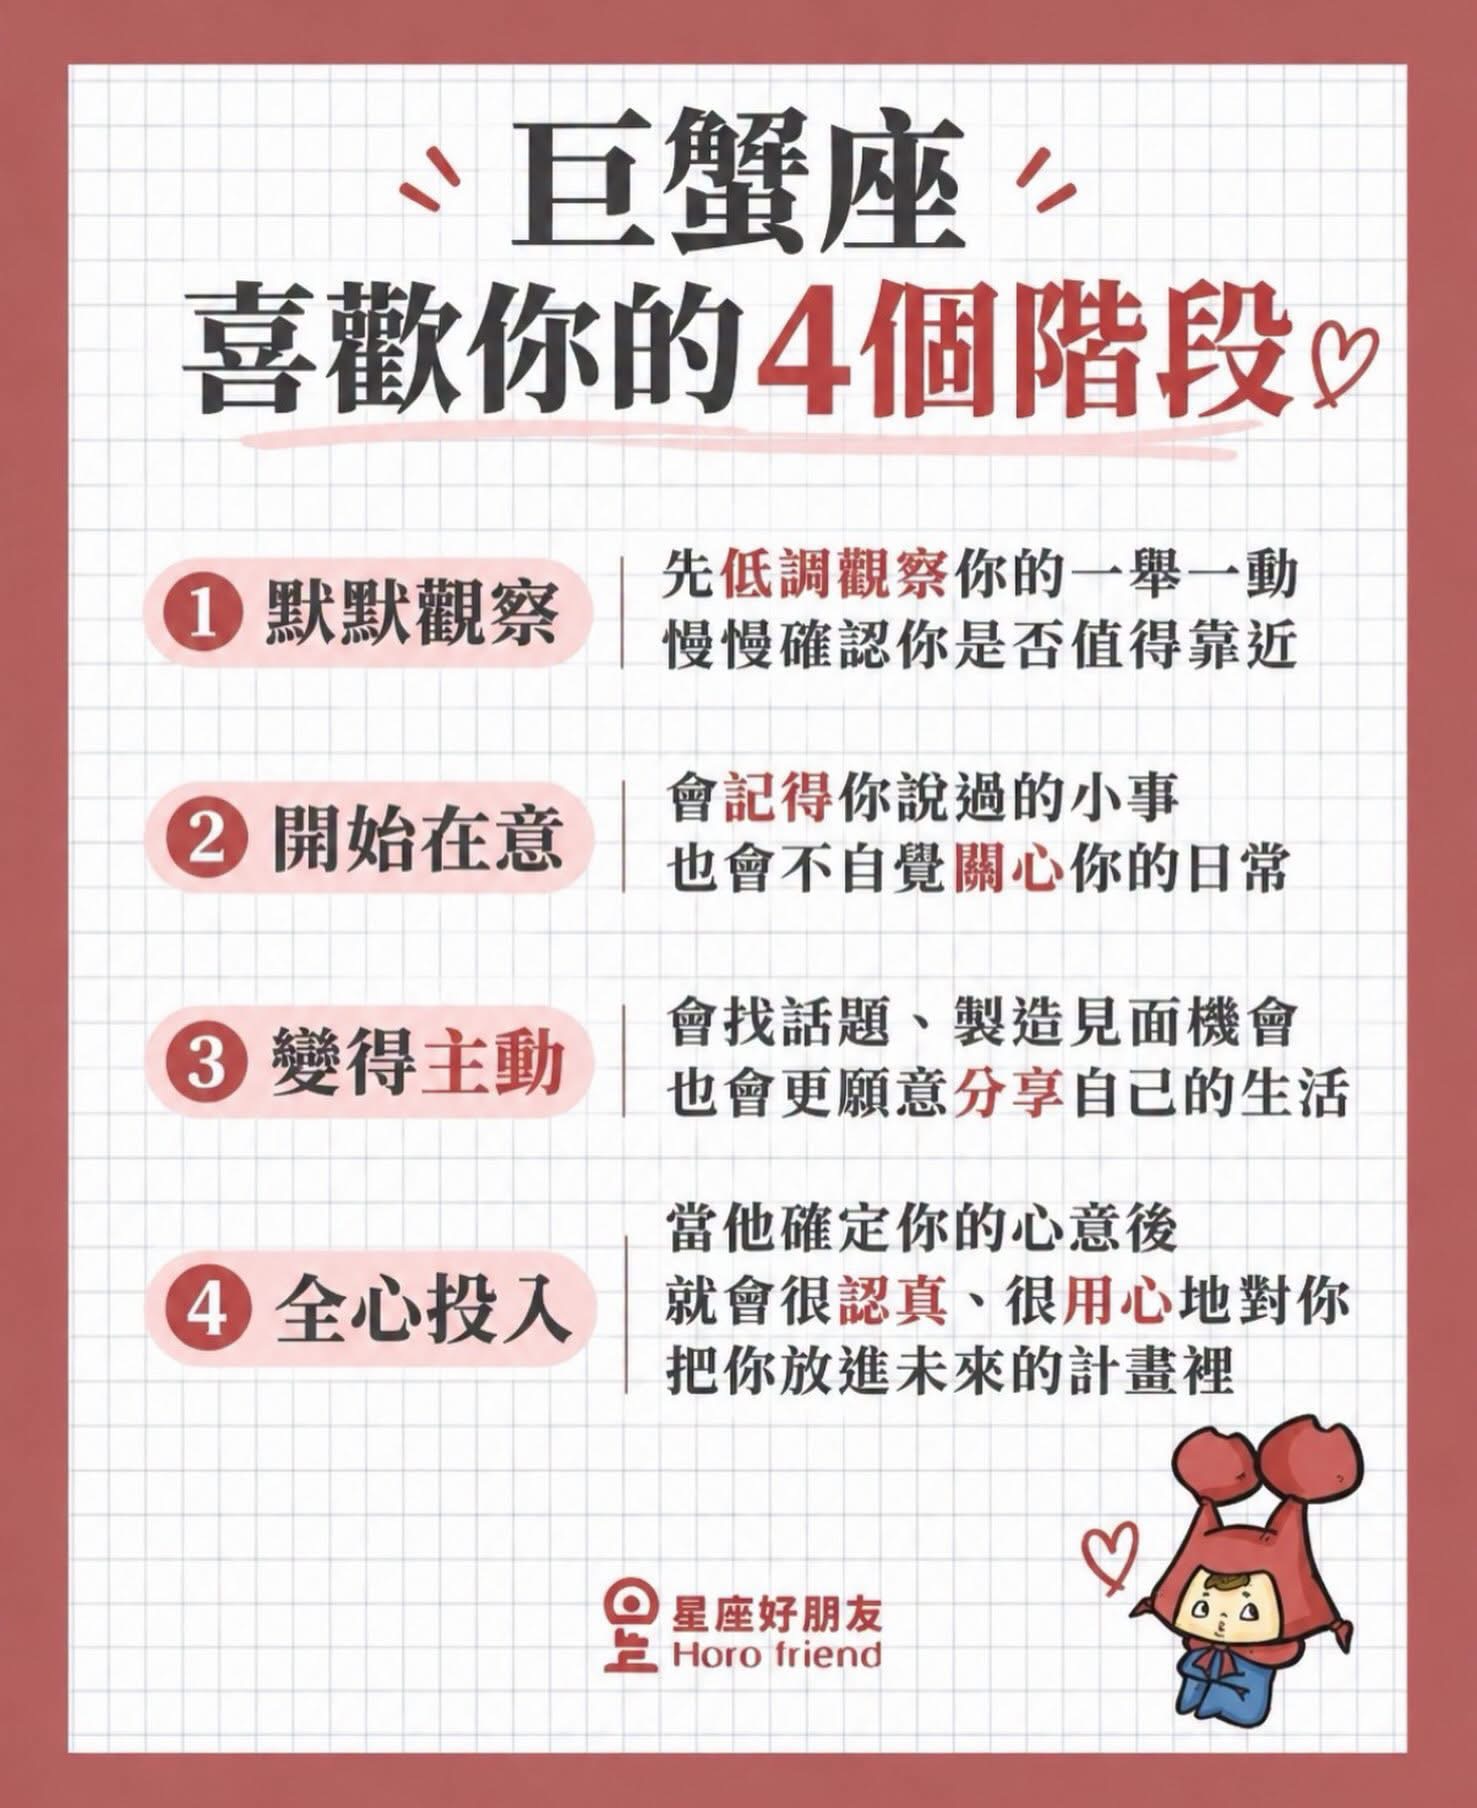 巨蟹座
喜歡你的4個階段
1 默默觀察
先低調觀察你的一舉一動
慢慢確認你是否值得靠近
2 開始在意
會記得你說過的小事
也會不自覺關心你的日常
3 變得主動
會找話題、製造見面機會
也會更願意分享自己的生活
4 全心投入
當他確定你的心意後
就會很認真、很用心地對你
把你放進未來的計畫裡
星座好朋友
Horo friend